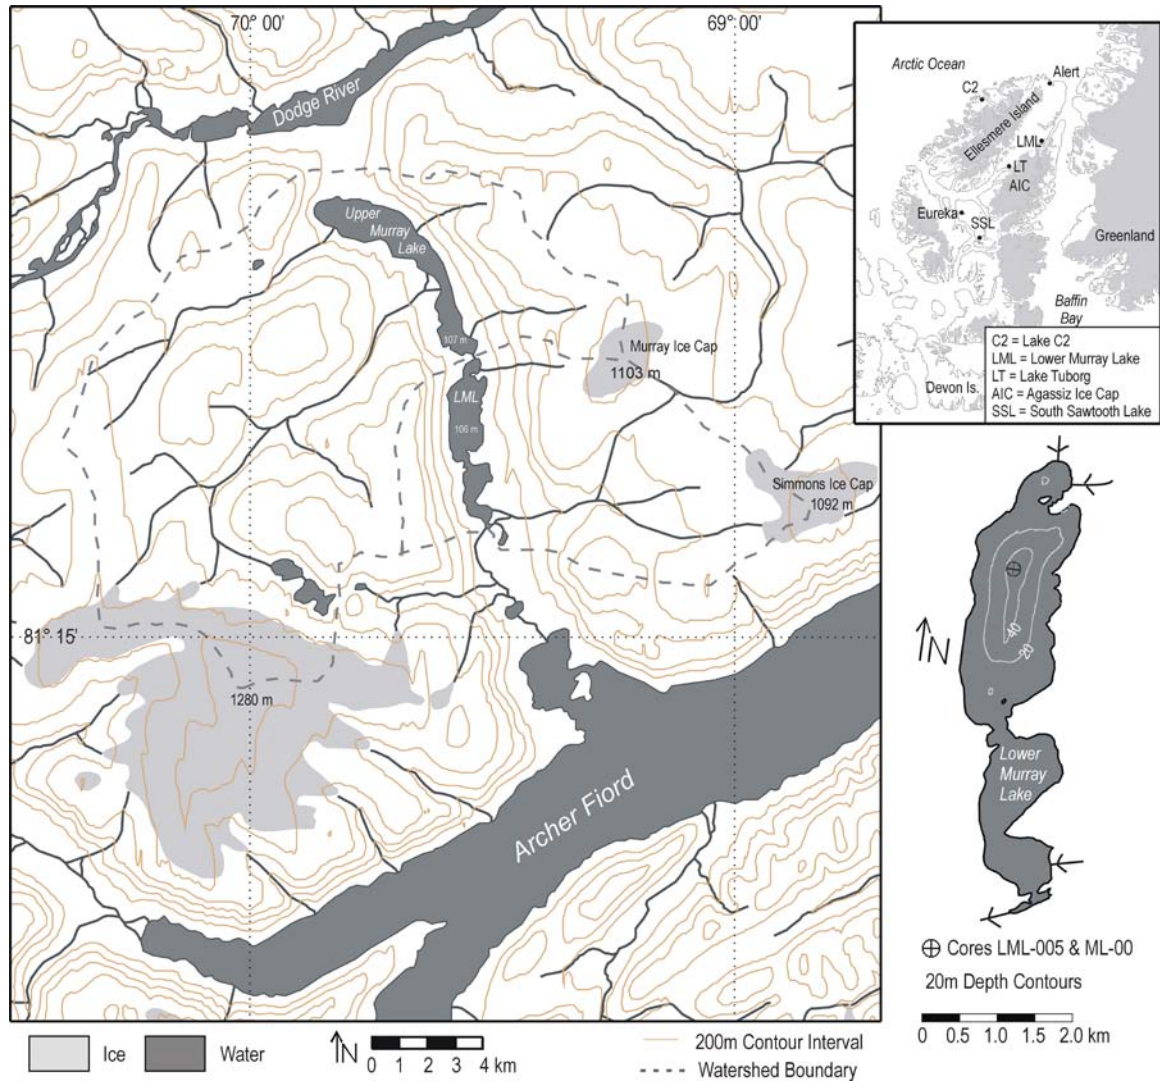 70° 00'
69° 00'
Dodge River
Upper
Murray
Lake
107 m
Murray Ice Cap
1103 m
LML
106 m
Simmons Ice Cap
1092 m
81° 15'
1280 m
Archer Fiord
Ice
Water
N
0 1 2 3 4 km
200m Contour Interval
Watershed Boundary
Arctic Ocean
Alert
C2
Ellesmere Island
LML
LT
AIC
Eureka
SSL
Greenland
Baffin
Bay
Devon Is.
C2 = Lake C2
LML = Lower Murray Lake
LT = Lake Tuborg
AIC = Agassiz Ice Cap
SSL = South Sawtooth Lake
40
20
N
Lower
Murray
Lake
Cores LML-005 & ML-00
20m Depth Contours
0 0.5 1.0 1.5 2.0 km